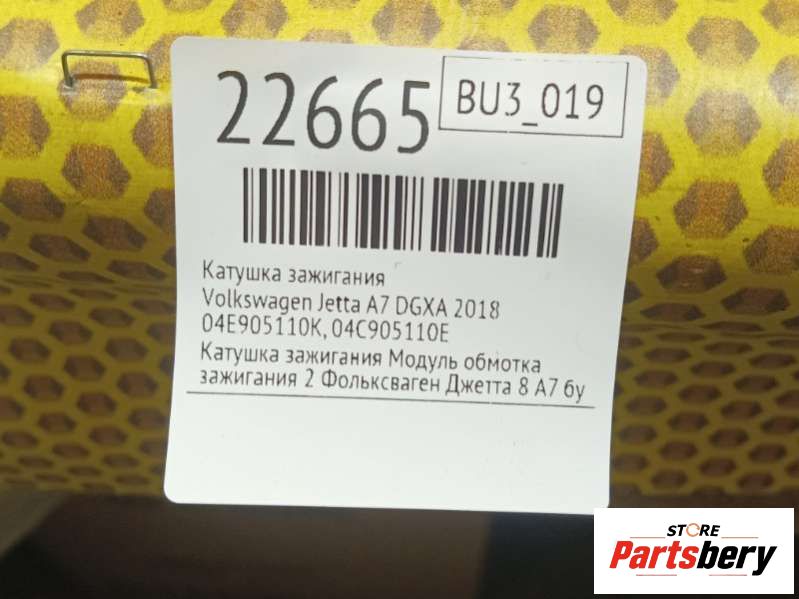 22665
BU3_019
Катушка зажигания
Volkswagen Jetta A7 DGXA 2018
04E905110K, 04C905110E
Катушка зажигания Модуль обмотка
зажигания 2 Фольксваген Джетта 8 А7 бу
STORE
Partsbery